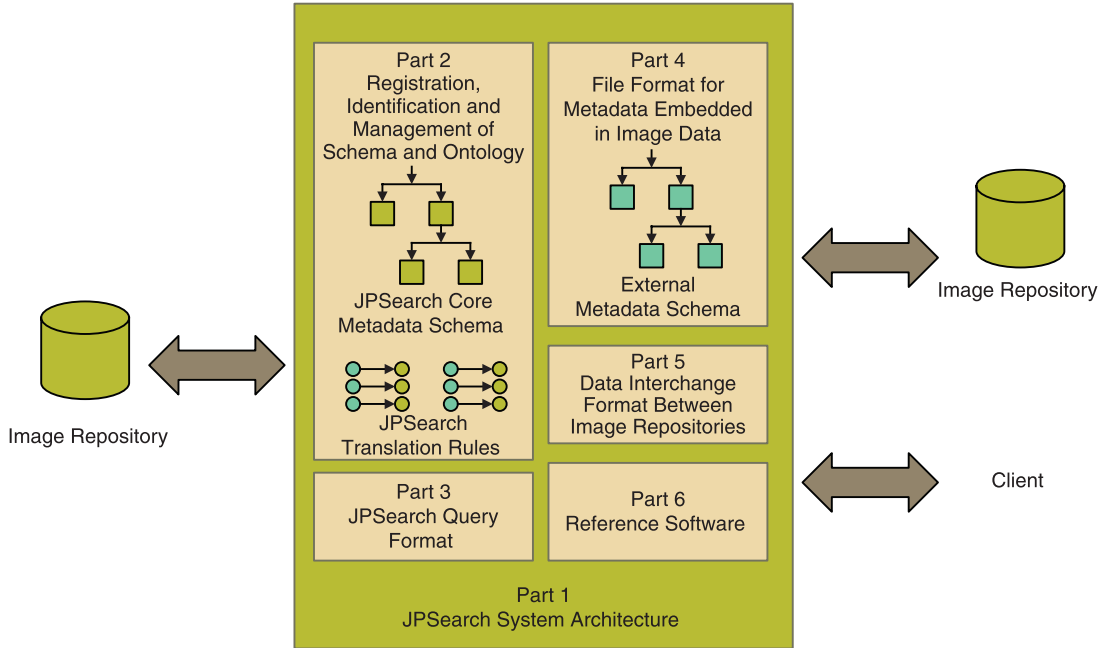 Part 2
Registration,
Identification and
Management of
Schema and Ontology
JPSearch Core
Metadata Schema
JPSearch
Translation Rules
Part 3
JPSearch Query
Format
Part 4
File Format for
Metadata Embedded
in Image Data
External
Metadata Schema
Part 5
Data Interchange
Format Between
Image Repositories
Part 6
Reference Software
Part 1
JPSearch System Architecture
Image Repository
Image Repository
Client